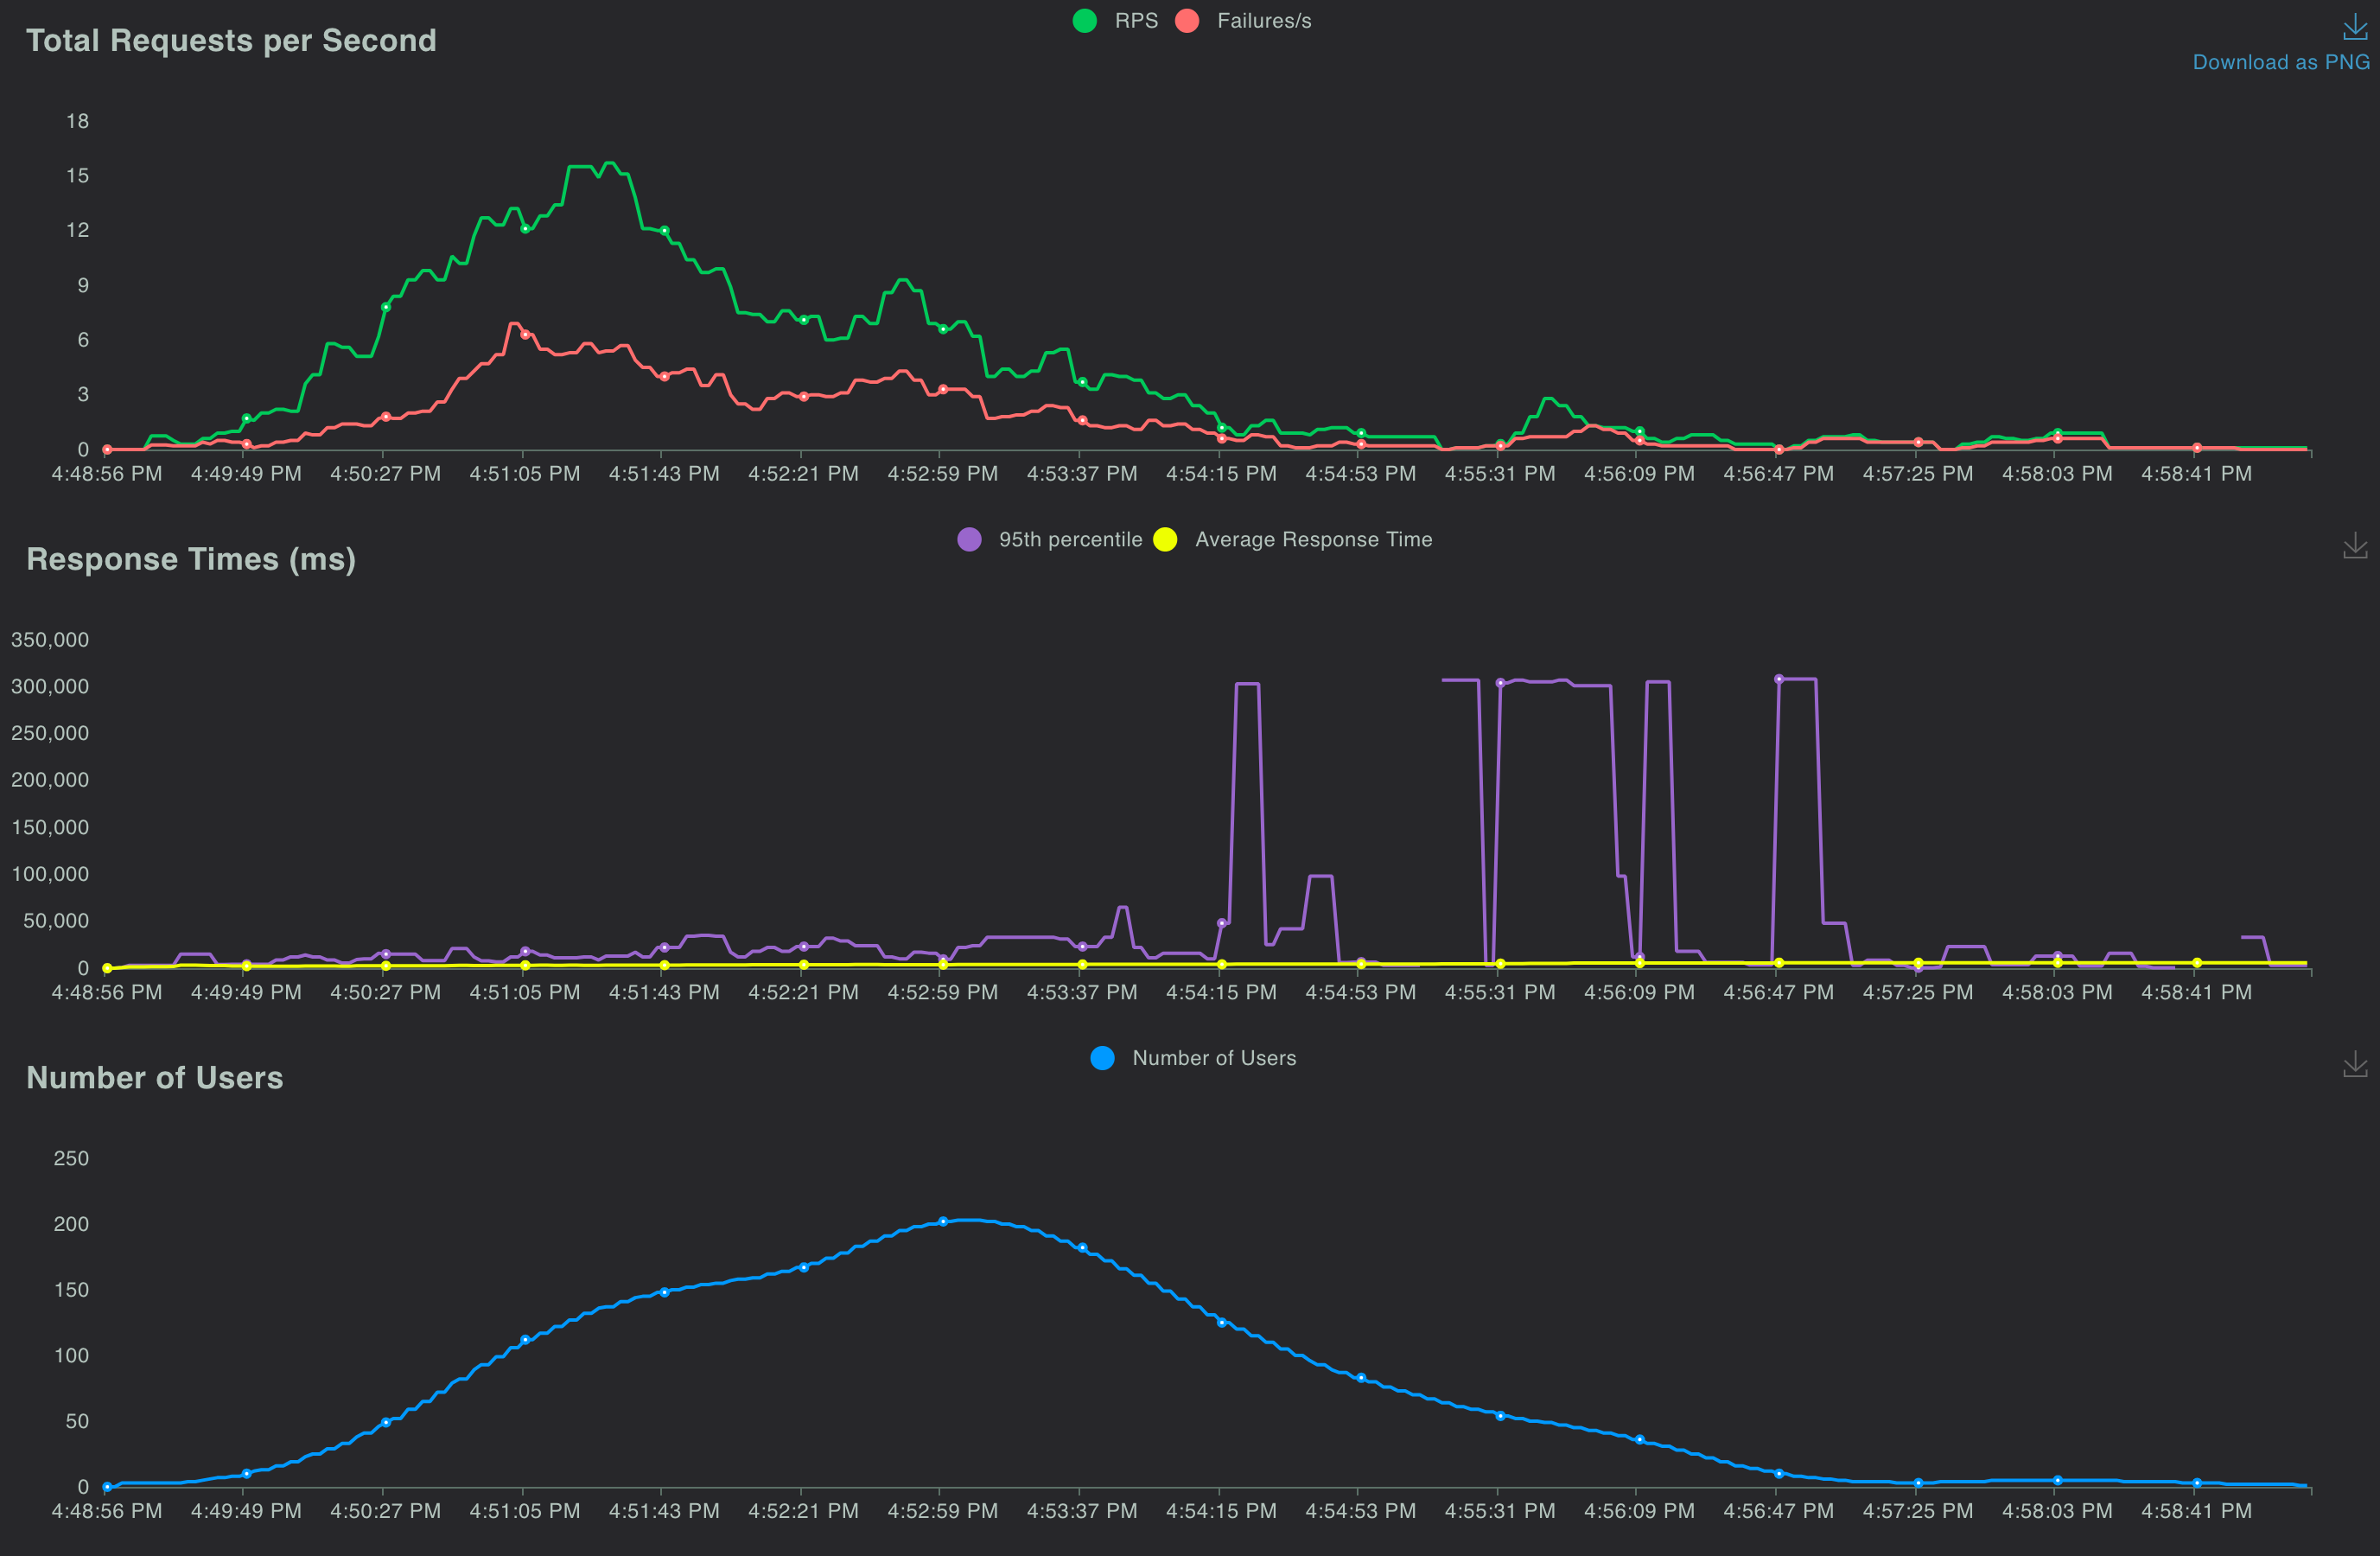 RPS Failures/s
Total Requests per Second
Download as PNG
18
15
12
9
6
3
0
4:48:56 PM 4:49:49 PM 4:50:27 PM 4:51:05 PM 4:51:43 PM 4:52:21 PM 4:52:59 PM 4:53:37 PM 4:54:15 PM 4:54:53 PM 4:55:31 PM 4:56:09 PM 4:56:47 PM 4:57:25 PM 4:58:03 PM 4:58:41 PM
95th percentile Average Response Time
Response Times (ms)
350,000
300,000
250,000
200,000
150,000
100,000
50,000
0
4:48:56 PM 4:49:49 PM 4:50:27 PM 4:51:05 PM 4:51:43 PM 4:52:21 PM 4:52:59 PM 4:53:37 PM 4:54:15 PM 4:54:53 PM 4:55:31 PM 4:56:09 PM 4:56:47 PM 4:57:25 PM 4:58:03 PM 4:58:41 PM
Number of Users
Number of Users
250
200
150
100
50
0
4:48:56 PM 4:49:49 PM 4:50:27 PM 4:51:05 PM 4:51:43 PM 4:52:21 PM 4:52:59 PM 4:53:37 PM 4:54:15 PM 4:54:53 PM 4:55:31 PM 4:56:09 PM 4:56:47 PM 4:57:25 PM 4:58:03 PM 4:58:41 PM